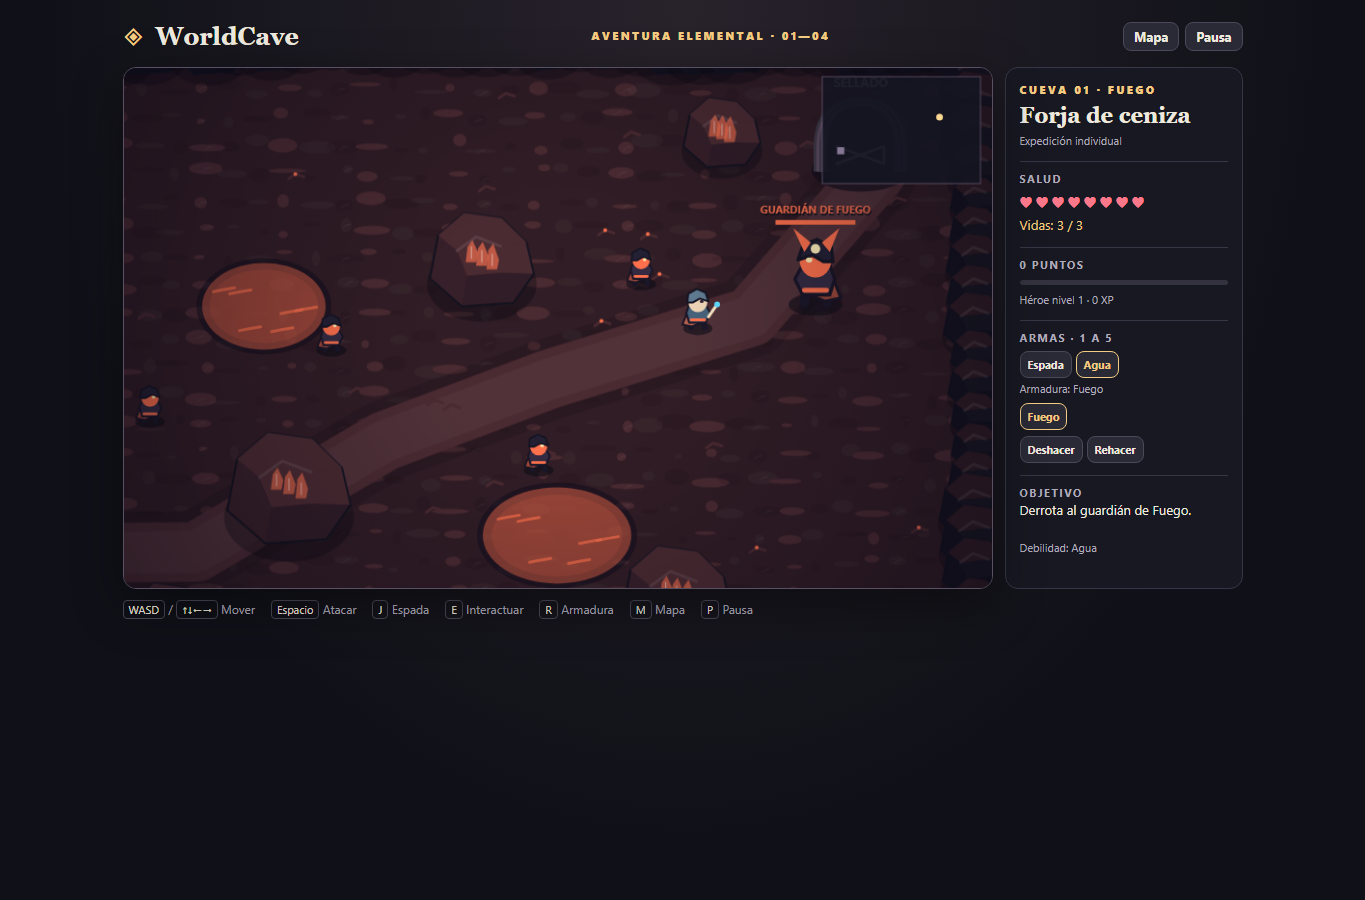 WorldCave
AVENTURA ELEMENTAL · 01—04
Mapa
Pausa
SELLADO
GUARDIÁN DE FUEGO
CUEVA 01 · FUEGO
Forja de ceniza
Expedición individual
SALUD
Vidas: 3 / 3
0 PUNTOS
Héroe nivel 1 · 0 XP
ARMAS · 1 A 5
Espada Agua
Armadura: Fuego
Fuego
Deshacer Rehacer
OBJETIVO
Derrota al guardián de Fuego.
Debilidad: Agua
WASD / ↑↓←→ Mover Espacio Atacar J Espada E Interactuar R Armadura M Mapa P Pausa